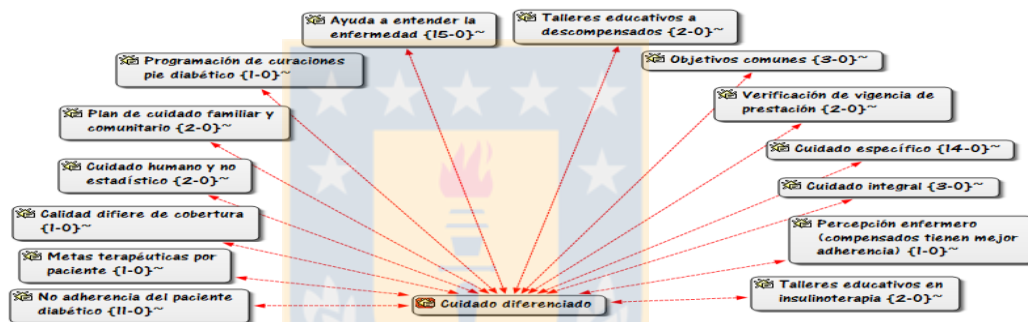 Ayuda a entender la
enfermedad {15-0}~
Talleres educativos a
descompensados {2-0}~
Programación de curaciones
pie diabético {1-0}~
Objetivos comunes {3-0}~
Plan de cuidado familiar y
comunitario {2-0}~
Verificación de vigencia de
prestación {2-0}~
Cuidado humano y no
estadístico {2-0}~
Cuidado específico {14-0}~
Calidad difiere de cobertura
{1-0}~
Cuidado integral {3-0}~
Metas terapéuticas por
paciente {1-0}~
Percepción enfermero
(compensados tienen mejor
adherencia) {1-0}~
No adherencia del paciente
diabético {11-0}~
Cuidado diferenciado
Talleres educativos en
insulinoterapia {2-0}~